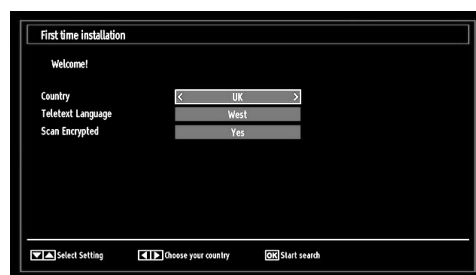 First time installation
Welcome!
Country < UK >
Teletext Language West
Scan Encrypted Yes
Select Setting Choose your country OK Start search